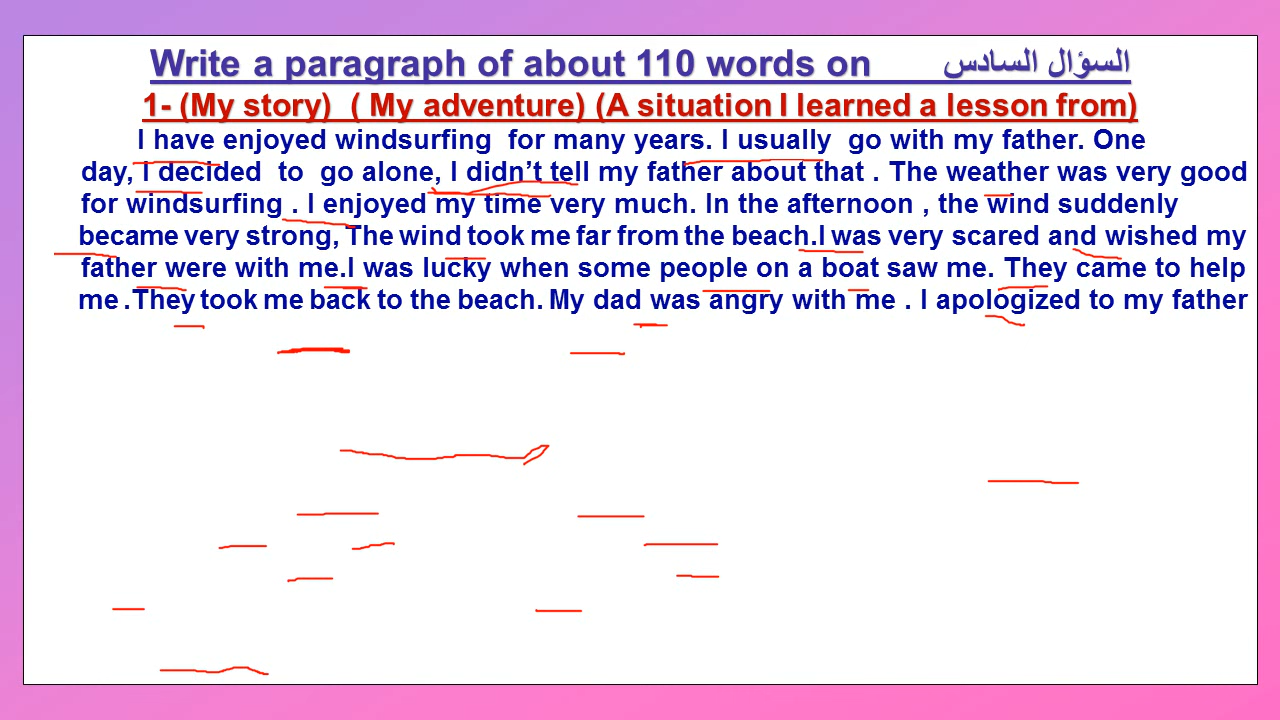 Write a paragraph of about 110 words on السؤال السادس
1- (My story) ( My adventure) (A situation I learned a lesson from)
I have enjoyed windsurfing for many years. I usually go with my father. One
day, I decided to go alone, I didn’t tell my father about that . The weather was very good
for windsurfing . I enjoyed my time very much. In the afternoon , the wind suddenly
became very strong, The wind took me far from the beach.I was very scared and wished my
father were with me.I was lucky when some people on a boat saw me. They came to help
me .They took me back to the beach. My dad was angry with me . I apologized to my father